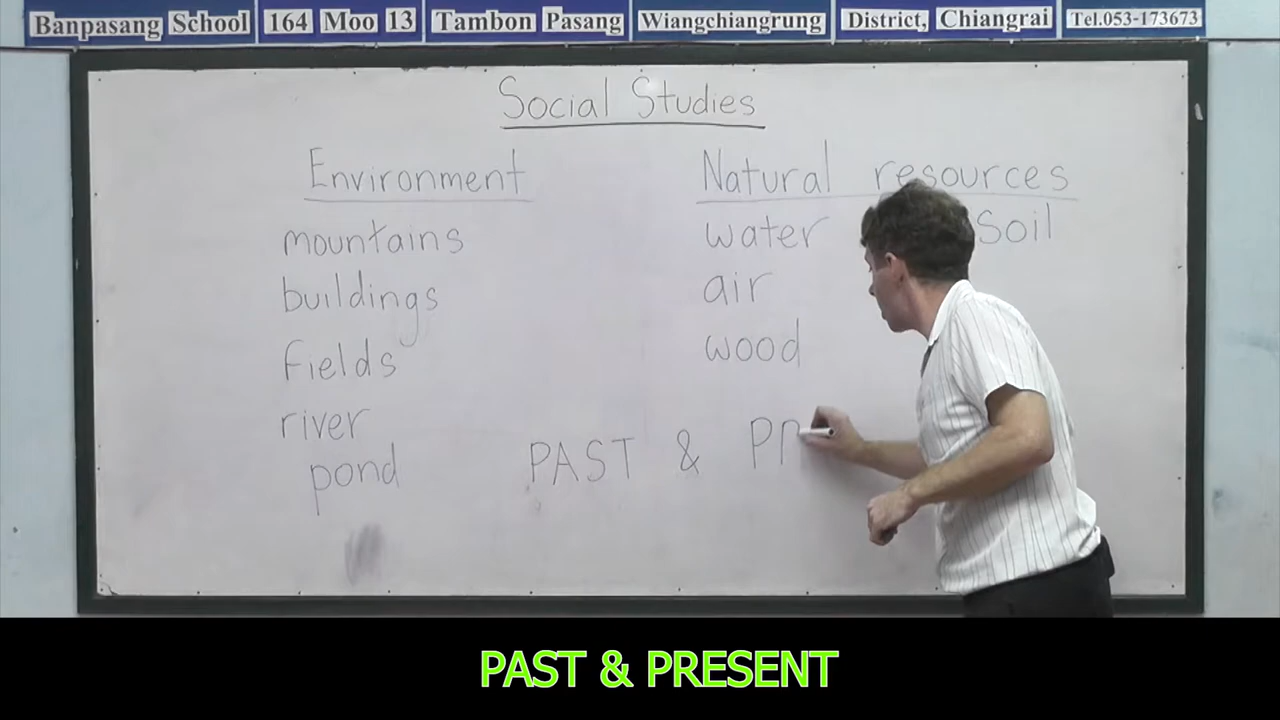 Banpasang School 164 Moo 13 Tambon Pasang Wiangchiangrung District, Chiangrai Tel.053-173673
Social Studies
Environment
mountains
buildings
fields
river
pond
Natural resources
water Soil
air
wood
PAST & PR
PAST & PRESENT